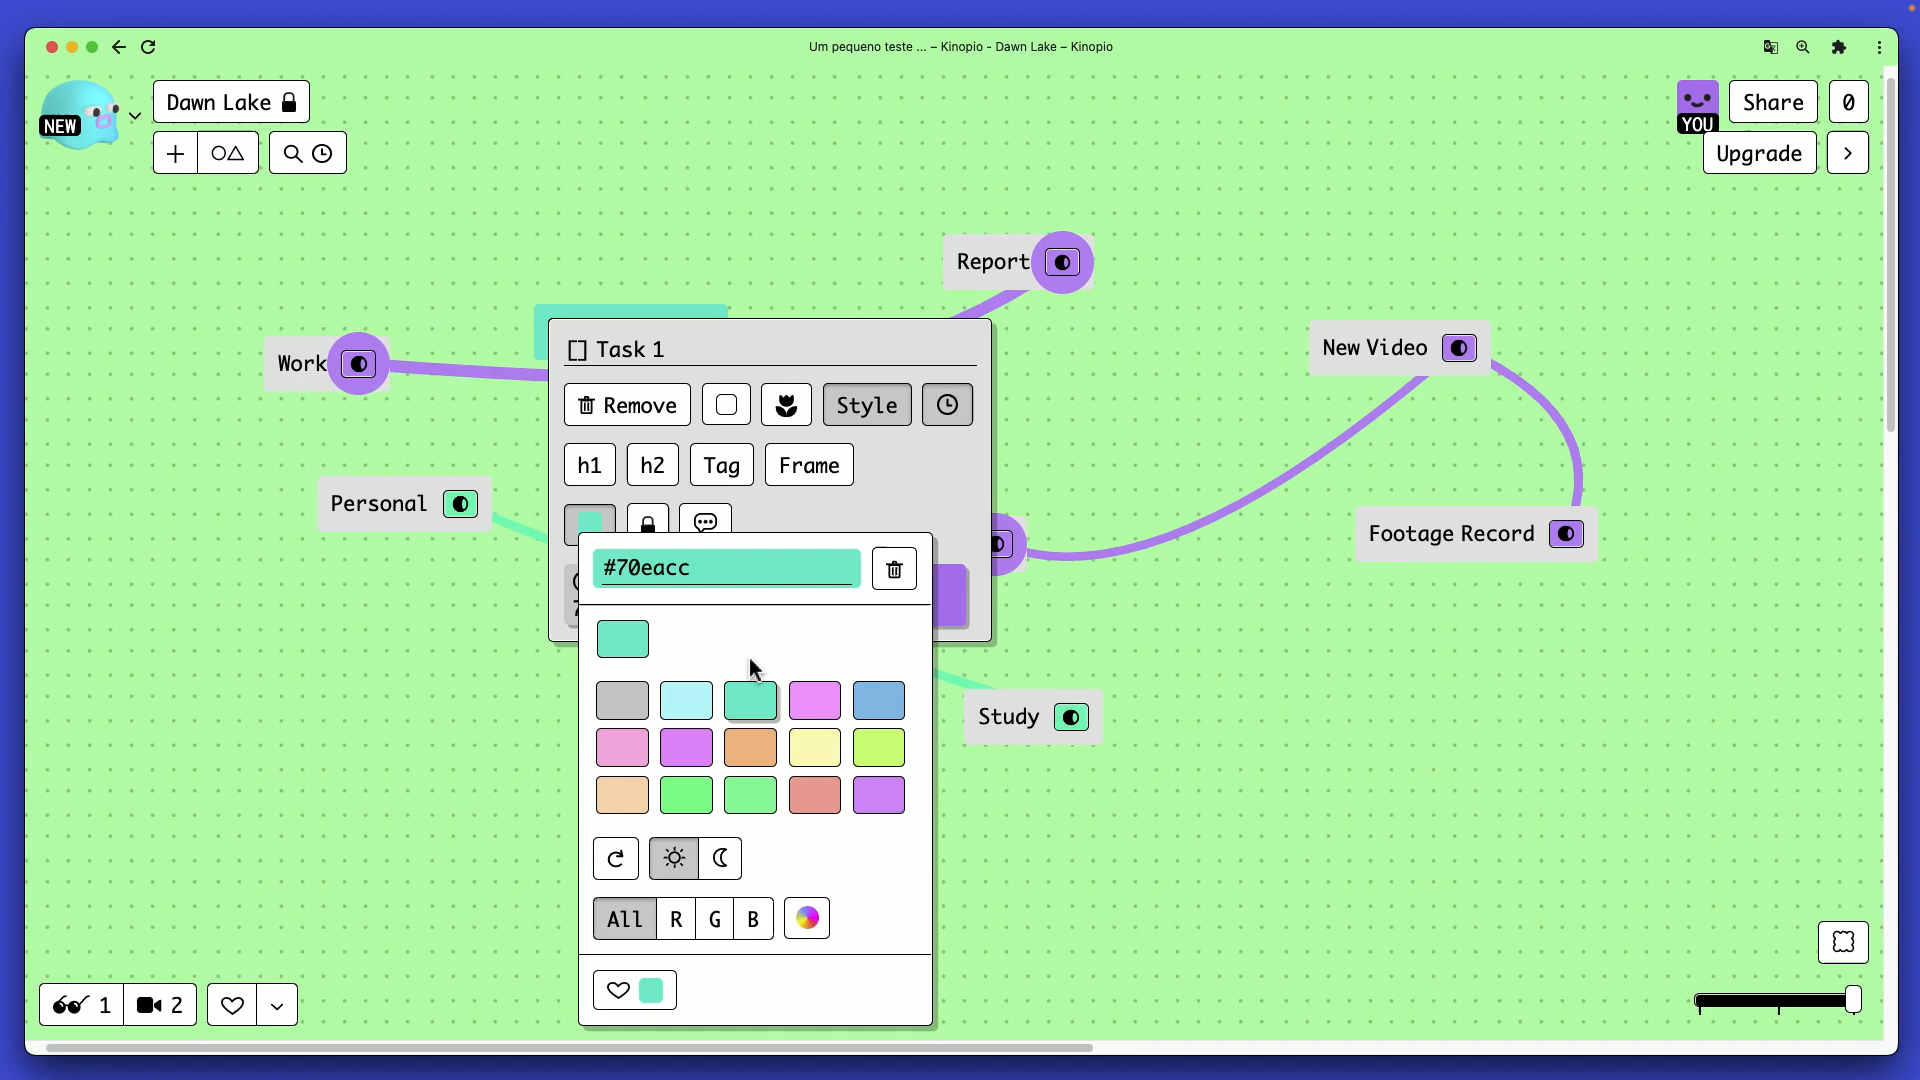 Um pequeno teste ... – Kinopio - Dawn Lake – Kinopio
NEW
Dawn Lake
YOU
Share
0
Upgrade
Report
Work
[] Task 1
New Video
Remove
Style
h1
h2
Tag
Frame
Personal
Footage Record
#70eacc
Study
All
R
G
B
1
2